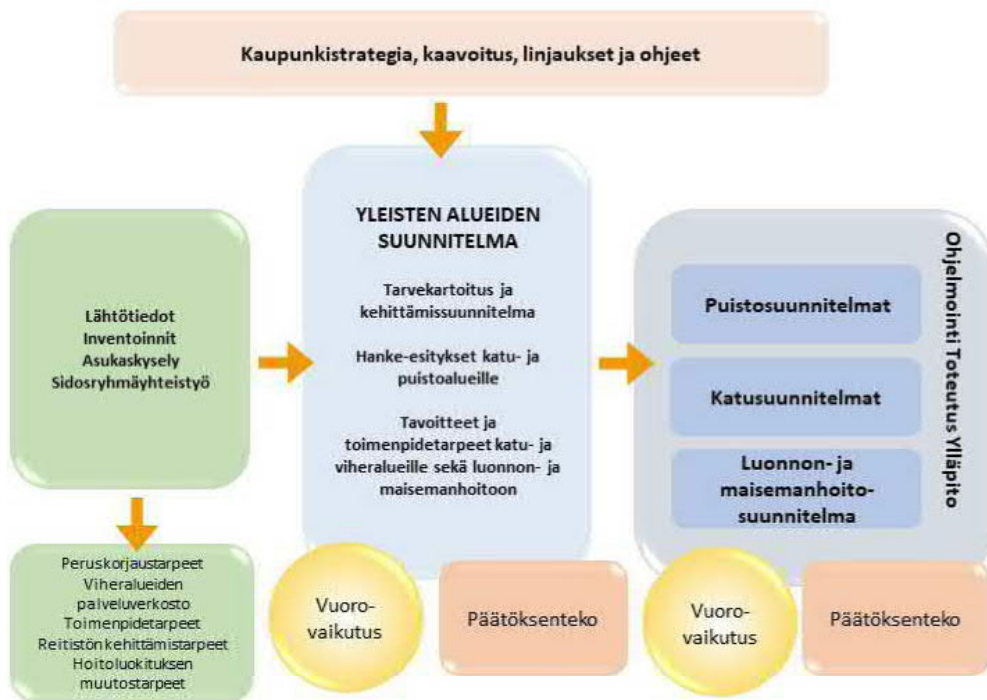 Kaupunkistrategia, kaavoitus, linjaukset ja ohjeet
Lähtötiedot
Inventoinnit
Asukaskysely
Sidosryhmäyhteistyö
Peruskorjaustarpeet
Viheralueiden
palveluverkosto
Toimenpidetarpeet
Reitistön kehittämistarpeet
Hoitoluokituksen
muutostarpeet
YLEISTEN ALUEIDEN
SUUNNITELMA
Tarvekartoitus ja
kehittämissuunnitelma
Hanke-esitykset katu- ja
puistoalueille
Tavoitteet ja
toimenpidetarpeet katu- ja
viheralueille sekä luonnon- ja
maisemanhoitoon
Vuoro-
vaikutus
Päätöksenteko
Puistosuunnitelmat
Katusuunnitelmat
Luonnon- ja
maisemanhoito-
suunnitelma
Ohjelmointi Toteutus Ylläpito
Vuoro-
vaikutus
Päätöksenteko